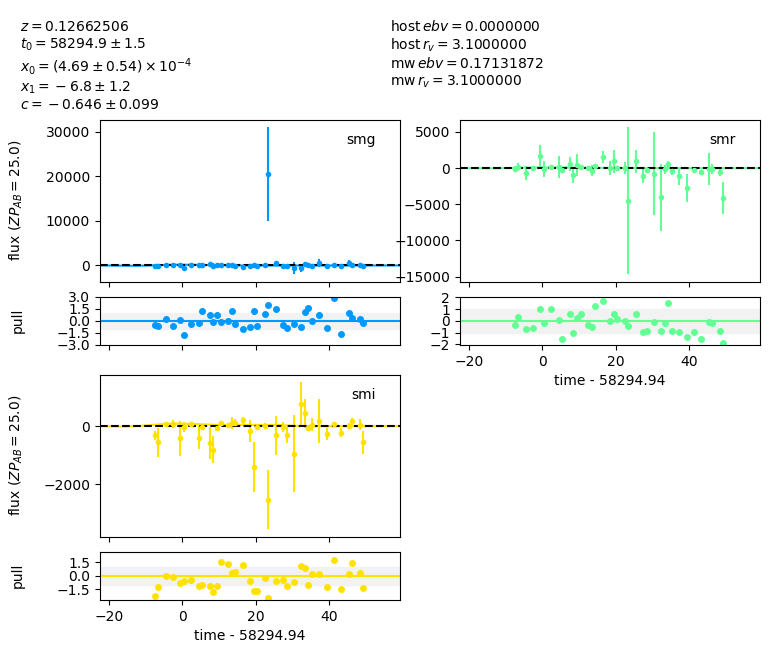 z = 0.12662506
t₀ = 58294.9 ± 1.5
x₀ = (4.69 ± 0.54) × 10⁻⁴
x₁ = −6.8 ± 1.2
c = −0.646 ± 0.099
host ebv = 0.0000000
host r_v = 3.1000000
mw ebv = 0.17131872
mw r_v = 3.1000000
smg
30000
20000
10000
0
flux (ZP_AB = 25.0)
3.0
1.5
0.0
−1.5
−3.0
pull
smr
5000
0
−5000
−10000
−15000
2
1
0
−1
−2
−20 0 20 40
time - 58294.94
smi
0
−2000
flux (ZP_AB = 25.0)
1.5
0.0
−1.5
pull
−20 0 20 40
time - 58294.94